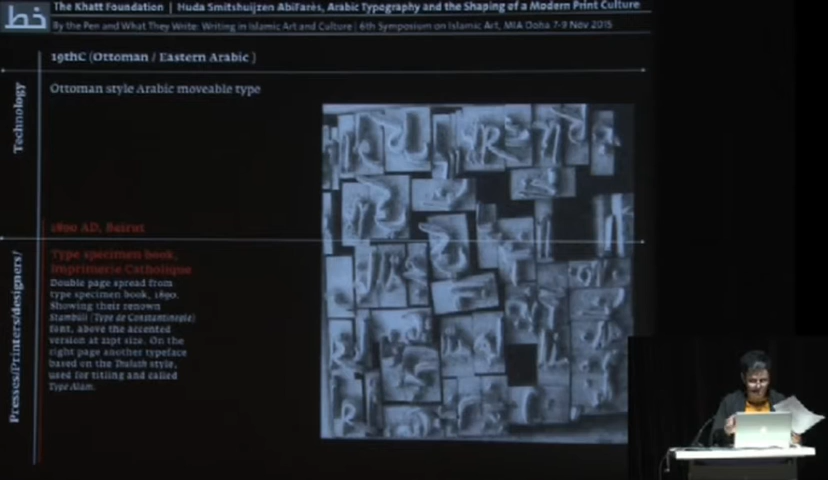 خط
The Khatt Foundation | Huda Smitshuijzen AbiFarès, Arabic Typography and the Shaping of a Modern Print Culture
By the Pen and What They Write: Writing in Islamic Art and Culture | 6th Symposium on Islamic Art, MIA Doha 7-9 Nov 2015
19thC (Ottoman / Eastern Arabic )
Technology
Ottoman style Arabic moveable type
1890 AD, Beirut
Presses/Printers/designers/
Type specimen book,
Imprimerie Catholique
Double page spread from
type specimen book, 1890.
Showing their renown
Stambuli (Type de Constantinople)
font, above the accented
version at 22pt size. On the
right page another typeface
based on the Thuluth style,
used for titling and called
Type Alam.